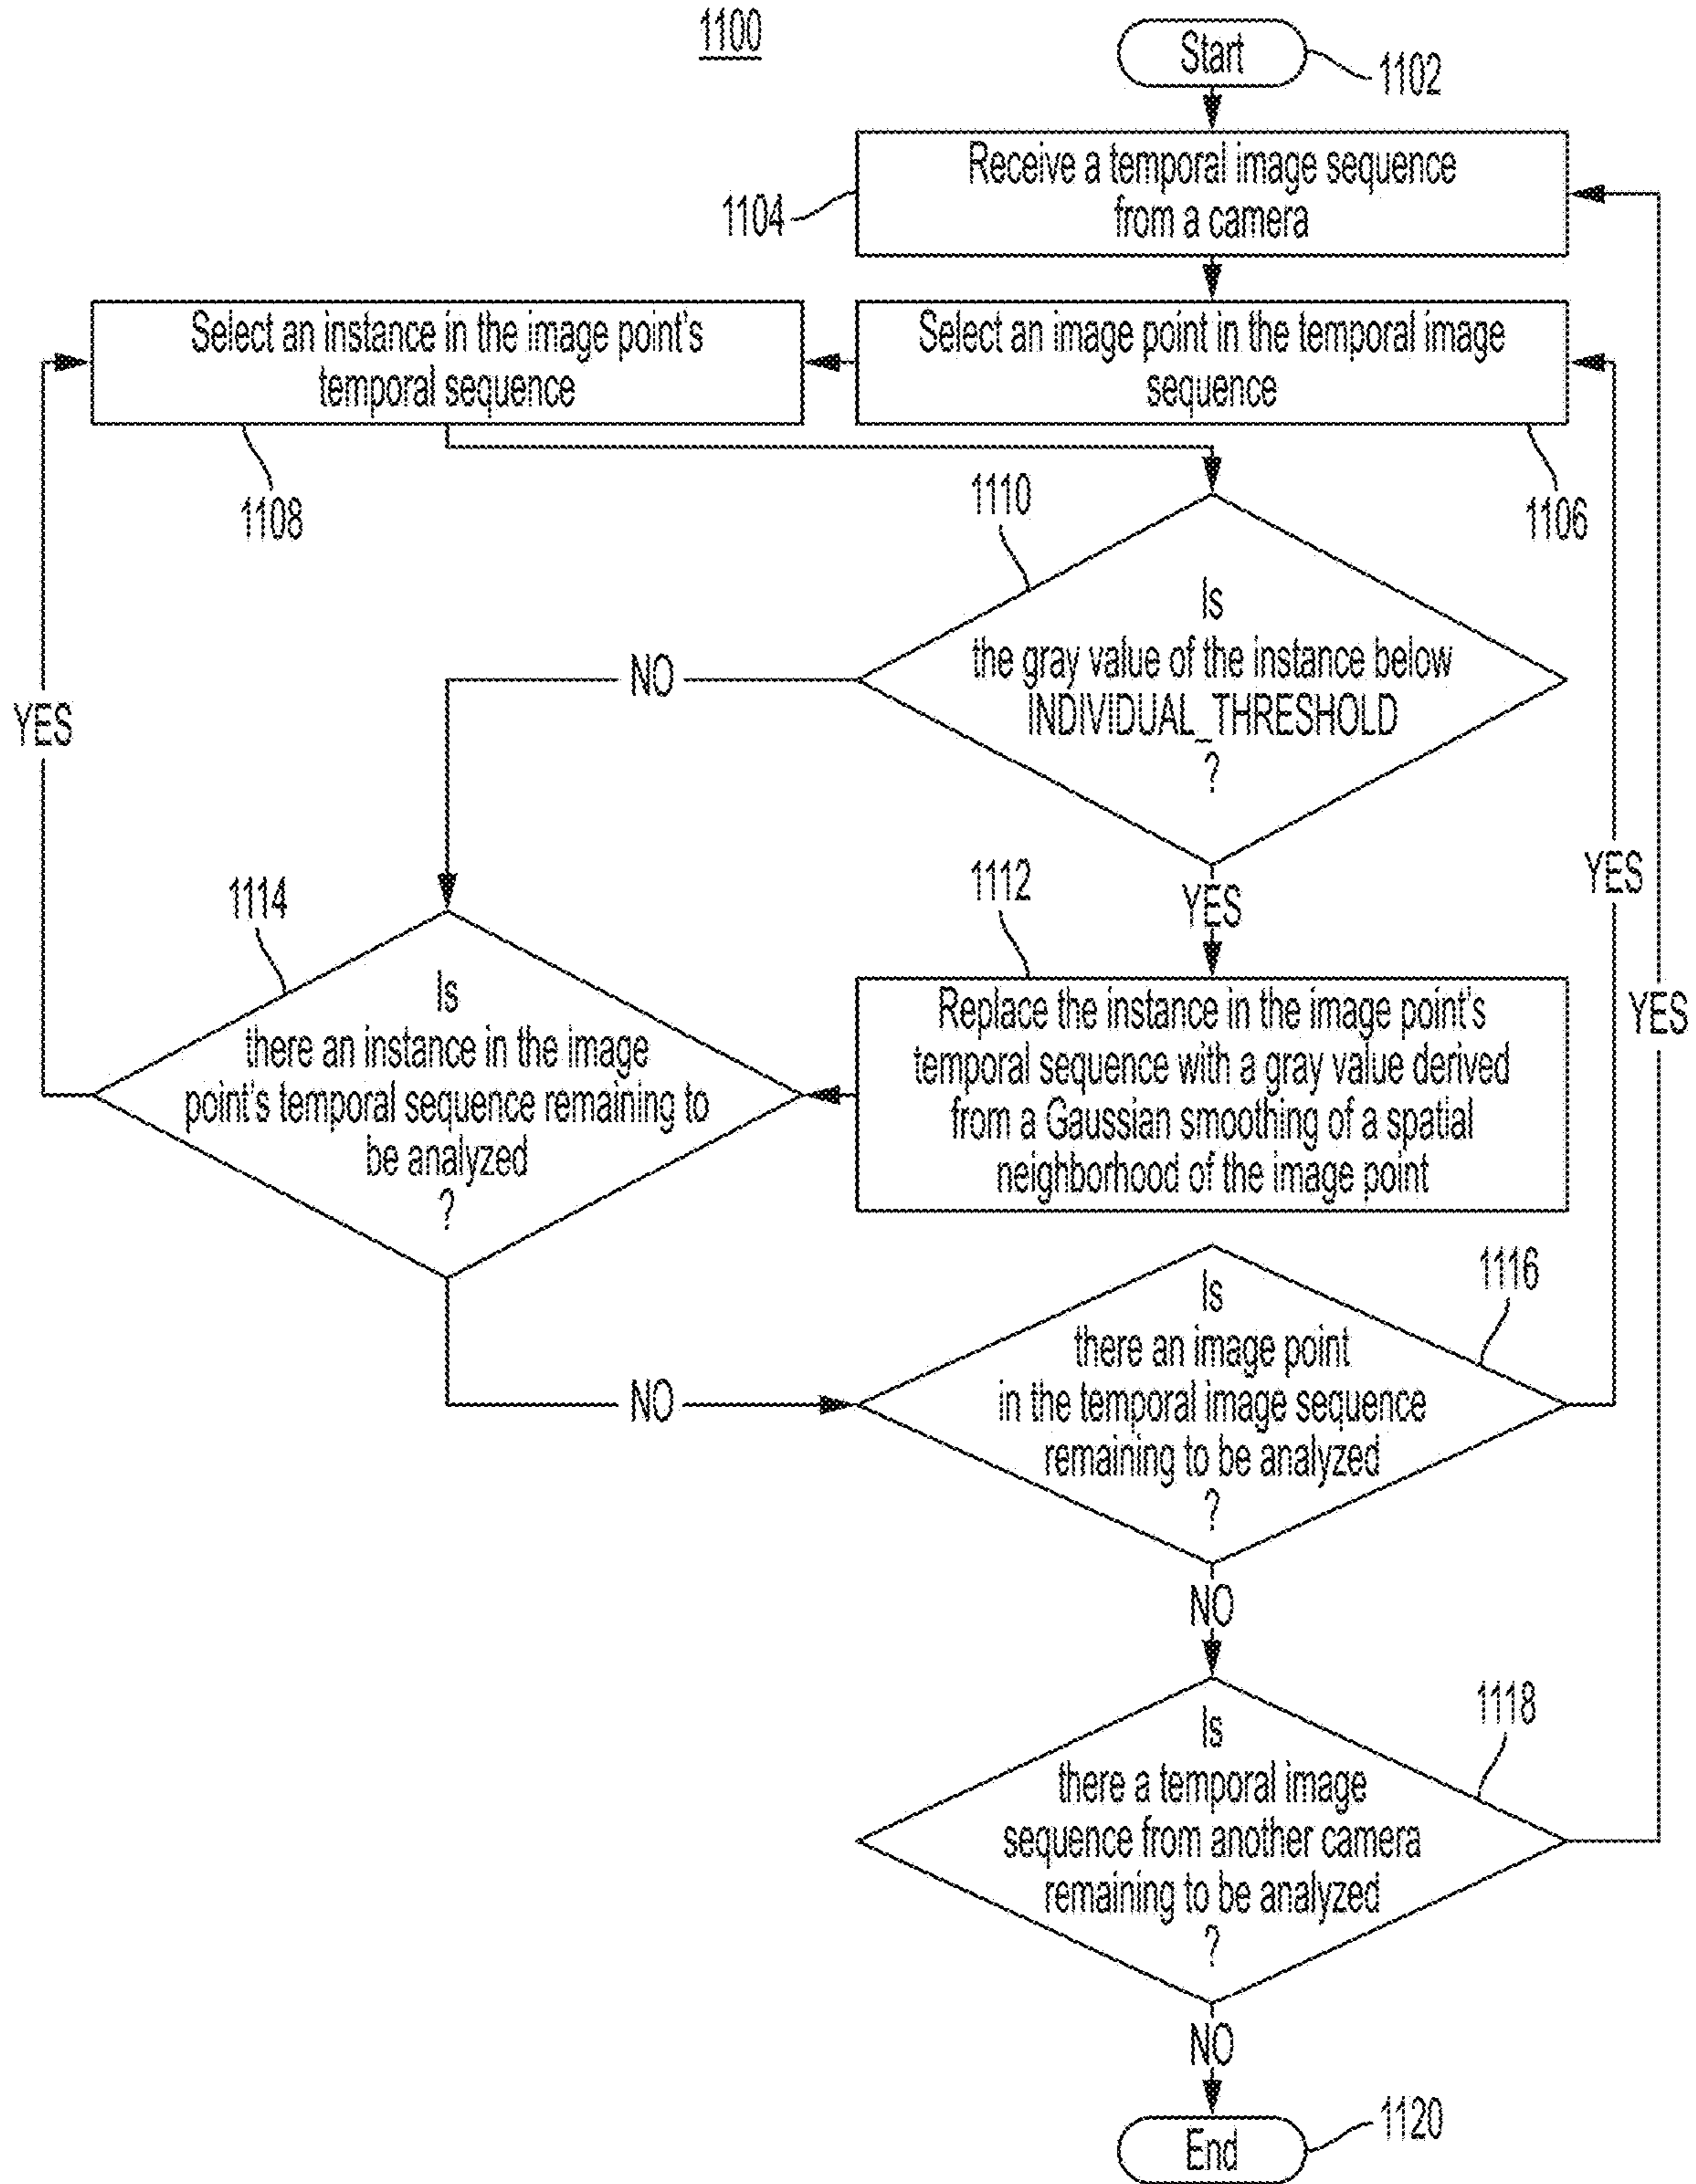 1100
Start
1102
Receive a temporal image sequence
from a camera
1104
Select an instance in the image point's
temporal sequence
1108
Select an image point in the temporal image
sequence
1106
1110
Is
the gray value of the instance below
INDIVIDUAL_THRESHOLD
?
NO
YES
YES
1114
Is
there an instance in the image
point's temporal sequence remaining to
be analyzed
?
1112
Replace the instance in the image point's
temporal sequence with a gray value derived
from a Gaussian smoothing of a spatial
neighborhood of the image point
YES
YES
NO
1116
Is
there an image point
in the temporal image sequence
remaining to be analyzed
?
NO
1118
Is
there a temporal image
sequence from another camera
remaining to be analyzed
?
NO
End
1120